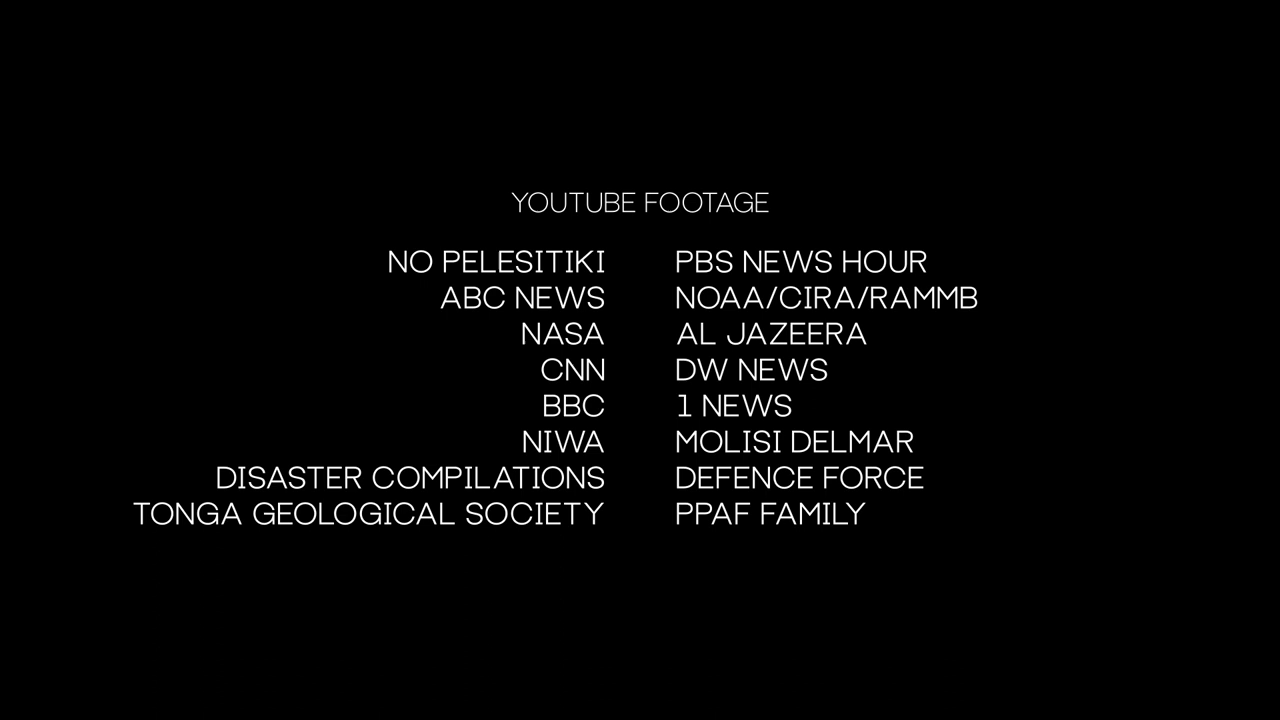 YOUTUBE FOOTAGE
NO PELESITIKI PBS NEWS HOUR
ABC NEWS NOAA/CIRA/RAMMB
NASA AL JAZEERA
CNN DW NEWS
BBC 1 NEWS
NIWA MOLISI DELMAR
DISASTER COMPILATIONS DEFENCE FORCE
TONGA GEOLOGICAL SOCIETY PPAF FAMILY